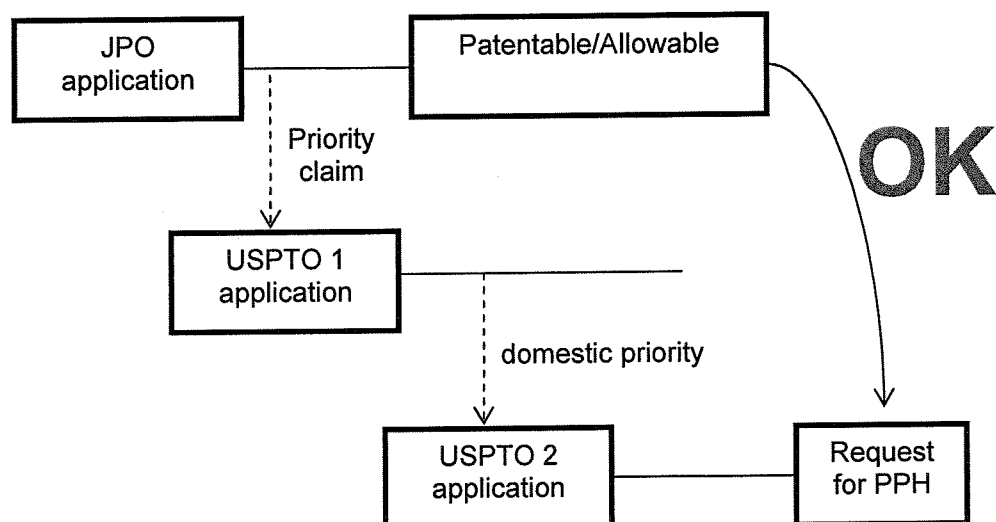 JPO
application
Patentable/Allowable
Priority
claim
OK
USPTO 1
application
domestic priority
USPTO 2
application
Request
for PPH